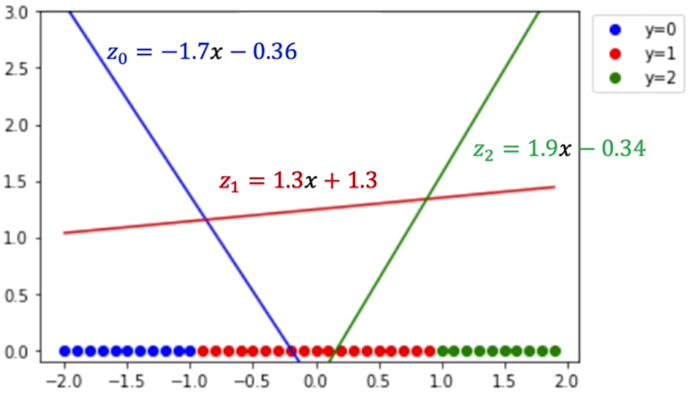 3.0
2.5
2.0
1.5
1.0
0.5
0.0
z₀ = −1.7x − 0.36
z₁ = 1.3x + 1.3
z₂ = 1.9x − 0.34
−2.0 −1.5 −1.0 −0.5 0.0 0.5 1.0 1.5 2.0
y=0
y=1
y=2